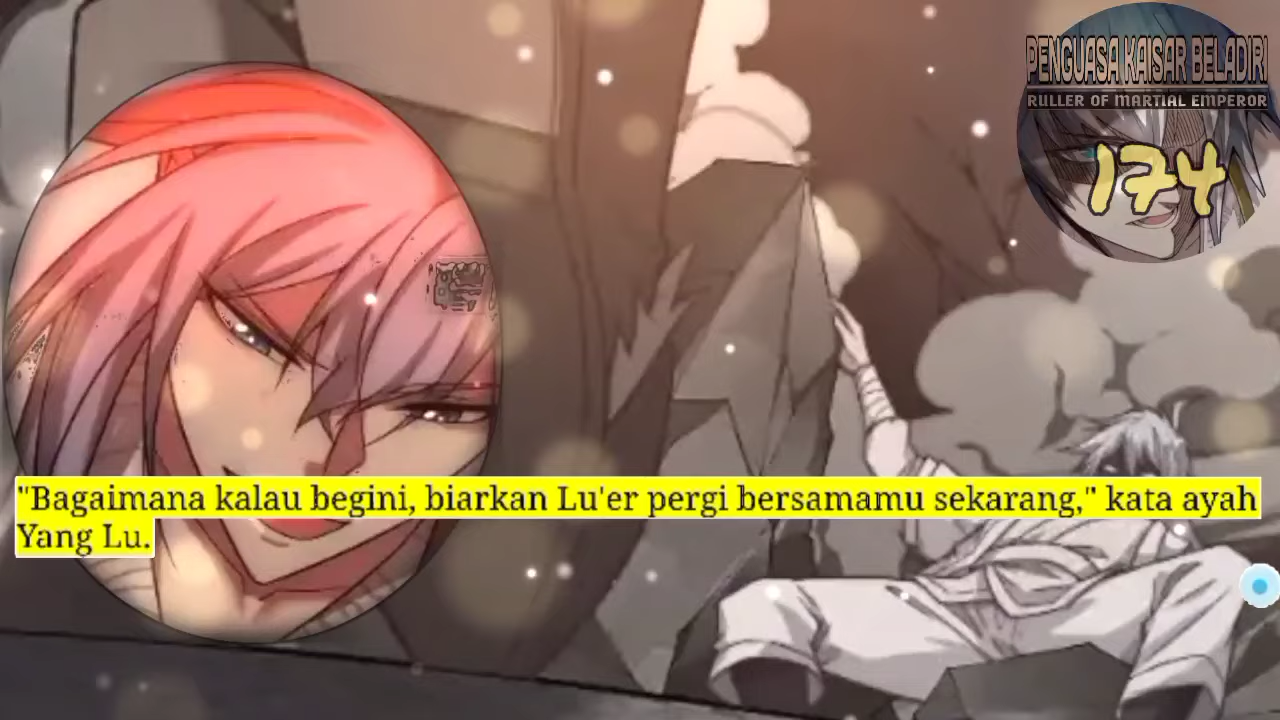 PENGUASA KAISAR BELADIRI
RULLER OF MARTIAL EMPEROR
174
"Bagaimana kalau begini, biarkan Lu'er pergi bersamamu sekarang," kata ayah
Yang Lu.